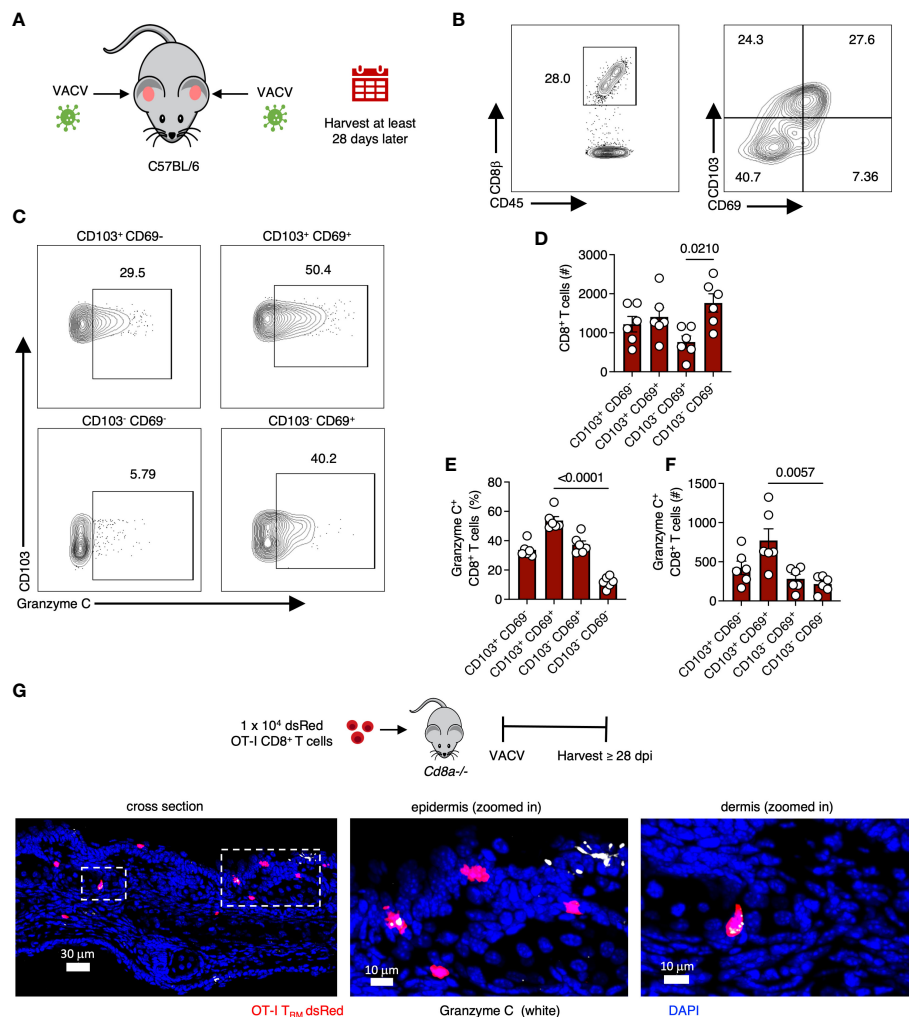 A
VACV
VACV
C57BL/6
Harvest at least
28 days later
B
28.0
CD8β
CD45
24.3
27.6
40.7
7.36
CD103
CD69
C
CD103⁺ CD69-
29.5
CD103⁺ CD69⁺
50.4
CD103⁻ CD69⁻
5.79
CD103⁻ CD69⁺
40.2
CD103
Granzyme C
D
0.0210
CD8⁺ T cells (#)
3000
2000
1000
0
CD103⁺ CD69⁻
CD103⁺ CD69⁺
CD103⁻ CD69⁺
CD103⁻ CD69⁻
E
<0.0001
Granzyme C⁺
CD8⁺ T cells (%)
80
60
40
20
0
CD103⁺ CD69⁻
CD103⁺ CD69⁺
CD103⁻ CD69⁺
CD103⁻ CD69⁻
F
0.0057
Granzyme C⁺
CD8⁺ T cells (#)
1500
1000
500
0
CD103⁺ CD69⁻
CD103⁺ CD69⁺
CD103⁻ CD69⁺
CD103⁻ CD69⁻
G
1 x 10⁴ dsRed
OT-I CD8⁺ T cells
Cd8a-/-
VACV
Harvest ≥ 28 dpi
cross section
epidermis (zoomed in)
dermis (zoomed in)
30 μm
10 μm
10 μm
OT-I T_RM dsRed
Granzyme C (white)
DAPI